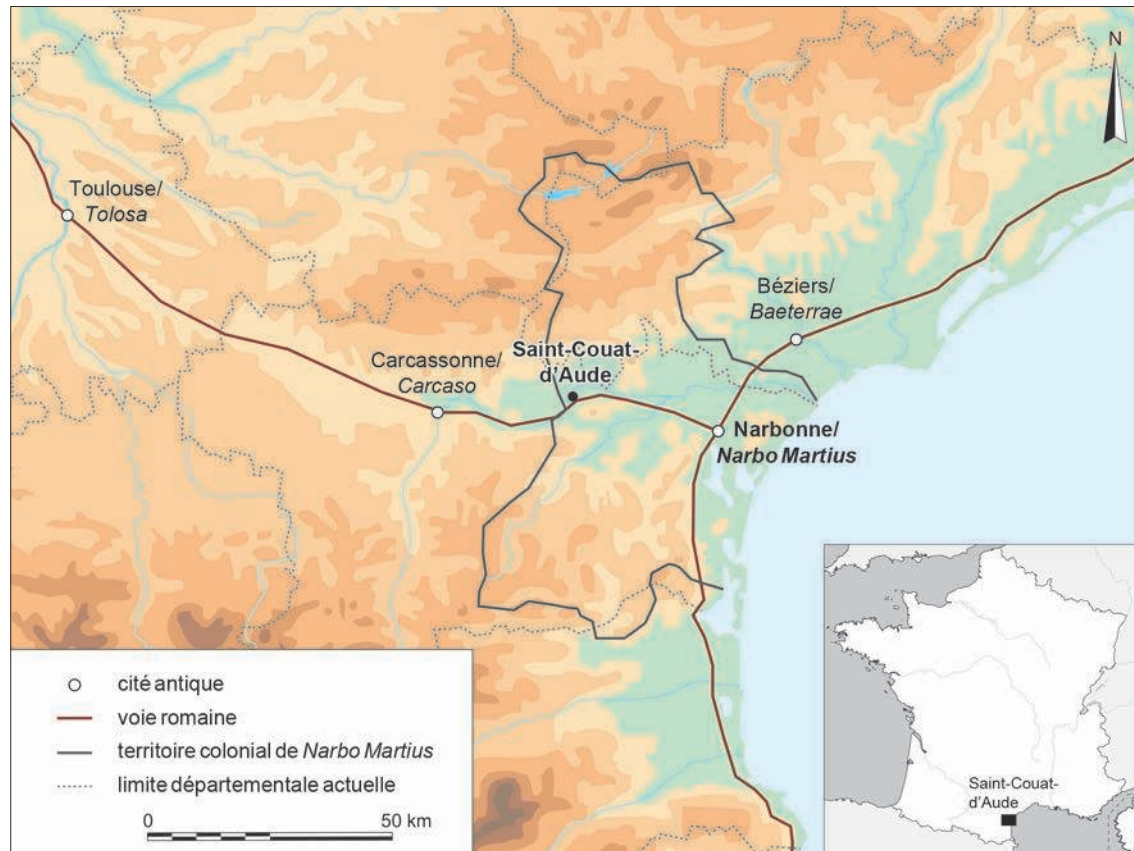 N
Toulouse/
Tolosa
Béziers/
Baeterrae
Saint-Couat-
d'Aude
Carcassonne/
Carcaso
Narbonne/
Narbo Martius
cité antique
voie romaine
territoire colonial de Narbo Martius
limite départementale actuelle
0 50 km
Saint-Couat-
d'Aude